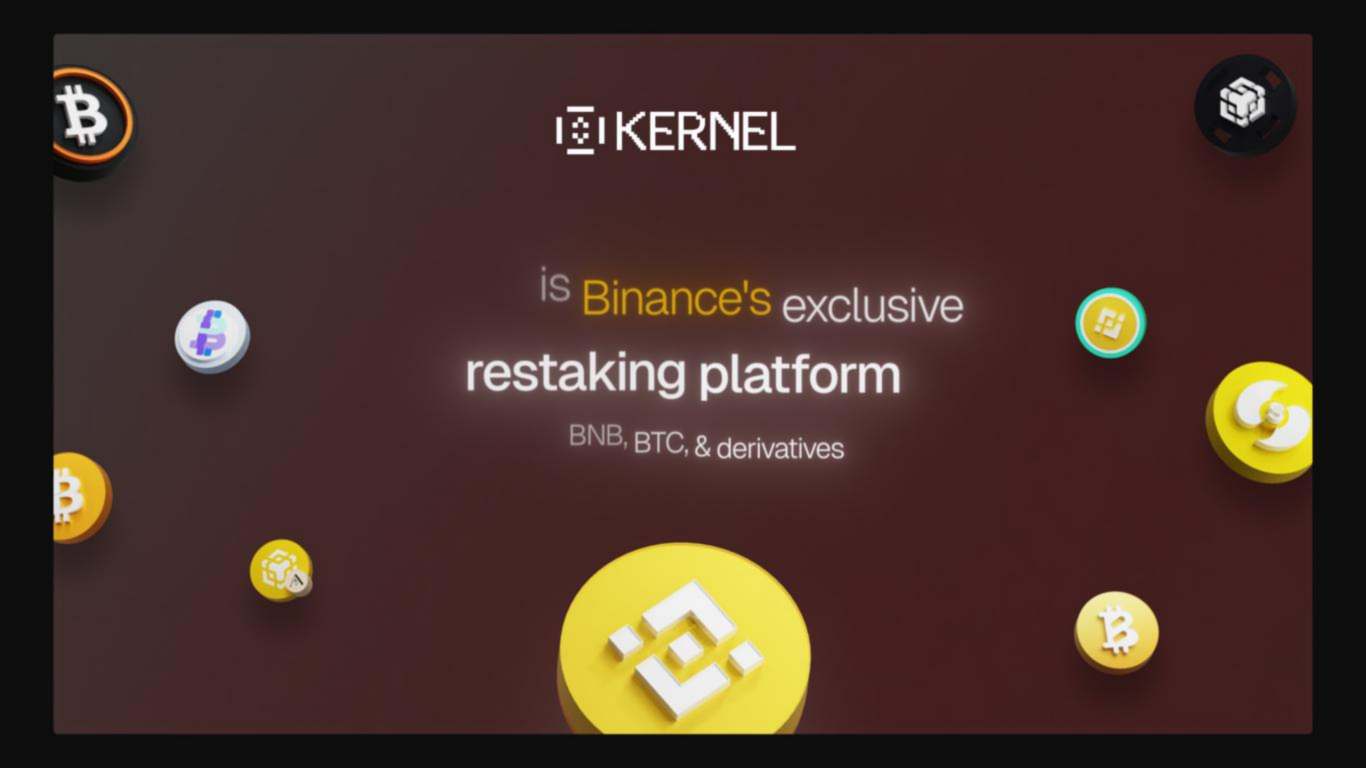 KERNEL
is Binance's exclusive
restaking platform
BNB, BTC, & derivatives